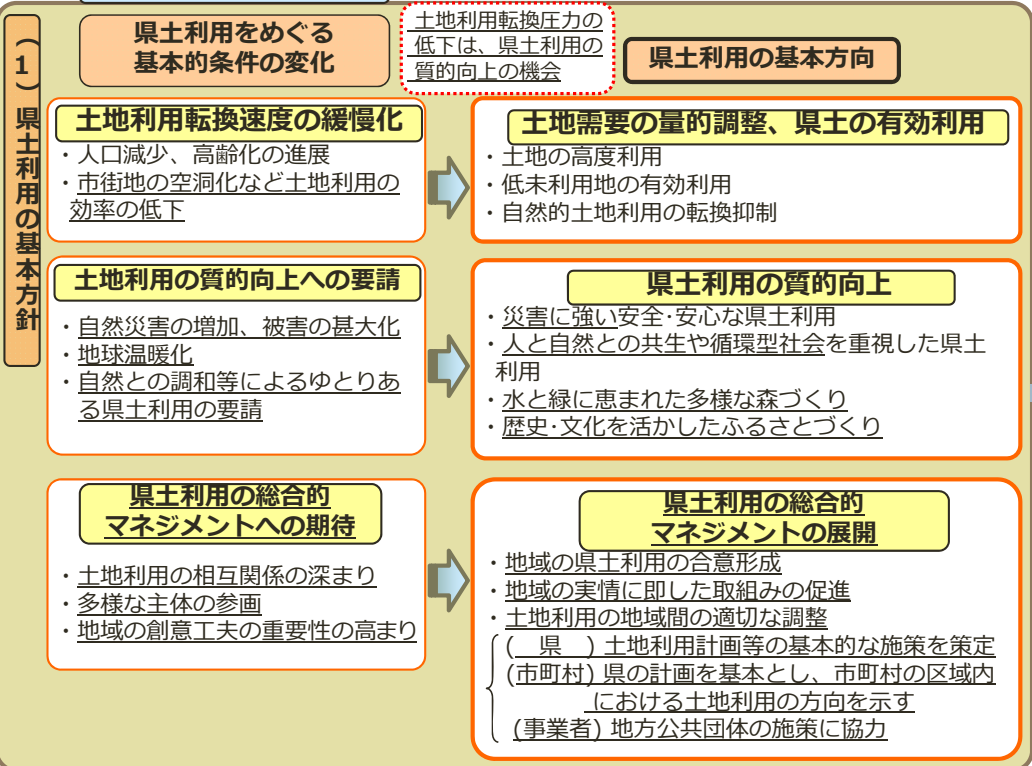 (1) 県土利用の基本方針
県土利用をめぐる
基本的条件の変化
土地利用転換圧力の
低下は、県土利用の
質的向上の機会
県土利用の基本方向
土地利用転換速度の緩慢化
・人口減少、高齢化の進展
・市街地の空洞化など土地利用の
効率の低下
土地需要の量的調整、県土の有効利用
・土地の高度利用
・低未利用地の有効利用
・自然的土地利用の転換抑制
土地利用の質的向上への要請
・自然災害の増加、被害の甚大化
・地球温暖化
・自然との調和等によるゆとりあ
る県土利用の要請
県土利用の質的向上
・災害に強い安全・安心な県土利用
・人と自然との共生や循環型社会を重視した県土
利用
・水と緑に恵まれた多様な森づくり
・歴史・文化を活かしたふるさとづくり
県土利用の総合的
マネジメントへの期待
・土地利用の相互関係の深まり
・多様な主体の参画
・地域の創意工夫の重要性の高まり
県土利用の総合的
マネジメントの展開
・地域の県土利用の合意形成
・地域の実情に即した取組みの促進
・土地利用の地域間の適切な調整
(　県　) 土地利用計画等の基本的な施策を策定
(市町村) 県の計画を基本とし、市町村の区域内
における土地利用の方向を示す
(事業者) 地方公共団体の施策に協力